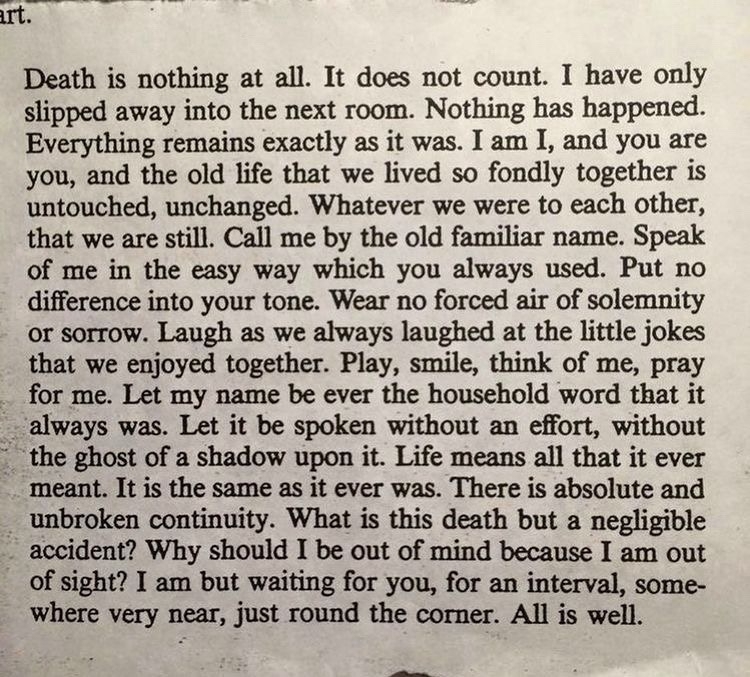 art.
Death is nothing at all. It does not count. I have only
slipped away into the next room. Nothing has happened.
Everything remains exactly as it was. I am I, and you are
you, and the old life that we lived so fondly together is
untouched, unchanged. Whatever we were to each other,
that we are still. Call me by the old familiar name. Speak
of me in the easy way which you always used. Put no
difference into your tone. Wear no forced air of solemnity
or sorrow. Laugh as we always laughed at the little jokes
that we enjoyed together. Play, smile, think of me, pray
for me. Let my name be ever the household word that it
always was. Let it be spoken without an effort, without
the ghost of a shadow upon it. Life means all that it ever
meant. It is the same as it ever was. There is absolute and
unbroken continuity. What is this death but a negligible
accident? Why should I be out of mind because I am out
of sight? I am but waiting for you, for an interval, some-
where very near, just round the corner. All is well.